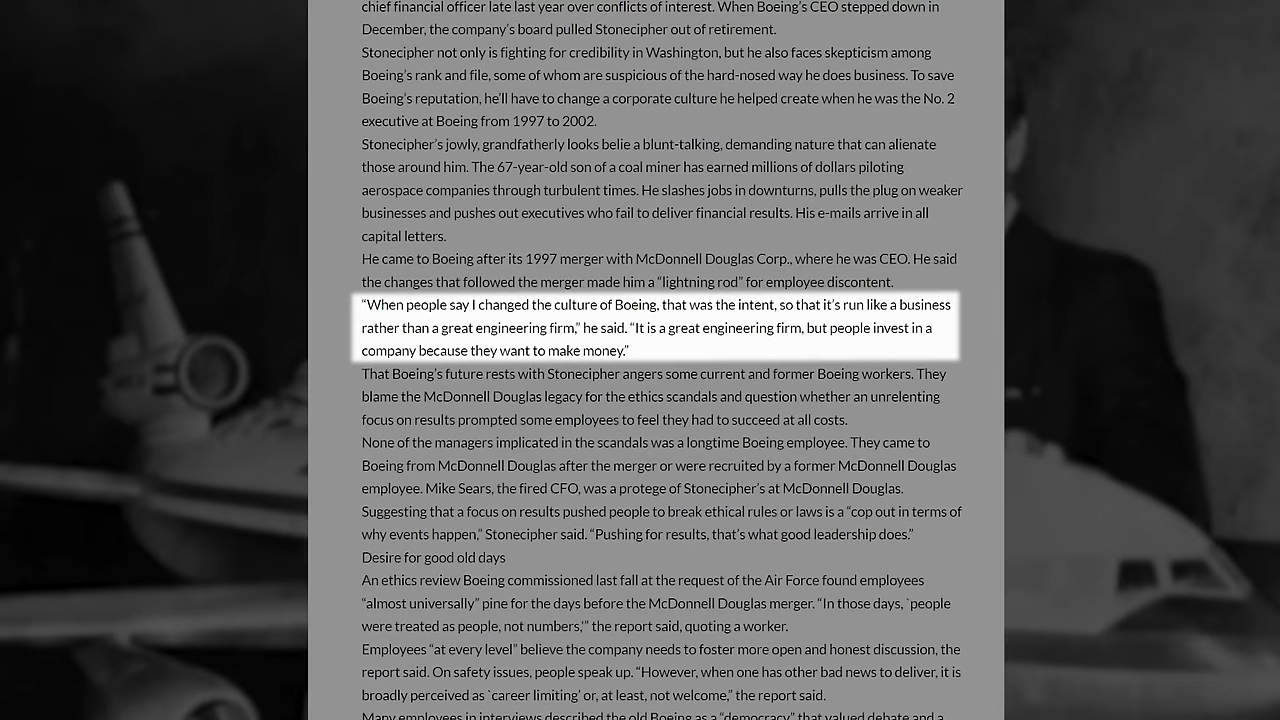 chief financial officer late last year over conflicts of interest. When Boeing’s CEO stepped down in
December, the company’s board pulled Stonecipher out of retirement.
Stonecipher not only is fighting for credibility in Washington, but he also faces skepticism among
Boeing’s rank and file, some of whom are suspicious of the hard-nosed way he does business. To save
Boeing’s reputation, he’ll have to change a corporate culture he helped create when he was the No. 2
executive at Boeing from 1997 to 2002.
Stonecipher’s jowly, grandfatherly looks belie a blunt-talking, demanding nature that can alienate
those around him. The 67-year-old son of a coal miner has earned millions of dollars piloting
aerospace companies through turbulent times. He slashes jobs in downturns, pulls the plug on weaker
businesses and pushes out executives who fail to deliver financial results. His e-mails arrive in all
capital letters.
He came to Boeing after its 1997 merger with McDonnell Douglas Corp., where he was CEO. He said
the changes that followed the merger made him a “lightning rod” for employee discontent.
“When people say I changed the culture of Boeing, that was the intent, so that it’s run like a business
rather than a great engineering firm,” he said. “It is a great engineering firm, but people invest in a
company because they want to make money.”
That Boeing’s future rests with Stonecipher angers some current and former Boeing workers. They
blame the McDonnell Douglas legacy for the ethics scandals and question whether an unrelenting
focus on results prompted some employees to feel they had to succeed at all costs.
None of the managers implicated in the scandals was a longtime Boeing employee. They came to
Boeing from McDonnell Douglas after the merger or were recruited by a former McDonnell Douglas
employee. Mike Sears, the fired CFO, was a protege of Stonecipher’s at McDonnell Douglas.
Suggesting that a focus on results pushed people to break ethical rules or laws is a “cop out in terms of
why events happen,” Stonecipher said. “Pushing for results, that’s what good leadership does.”
Desire for good old days
An ethics review Boeing commissioned last fall at the request of the Air Force found employees
“almost universally” pine for the days before the McDonnell Douglas merger. “In those days, `people
were treated as people, not numbers,’” the report said, quoting a worker.
Employees “at every level” believe the company needs to foster more open and honest discussion, the
report said. On safety issues, people speak up. “However, when one has other bad news to deliver, it is
broadly perceived as `career limiting’ or, at least, not welcome,” the report said.
Many employees in interviews described the old Boeing as a “democracy” that valued debate and a